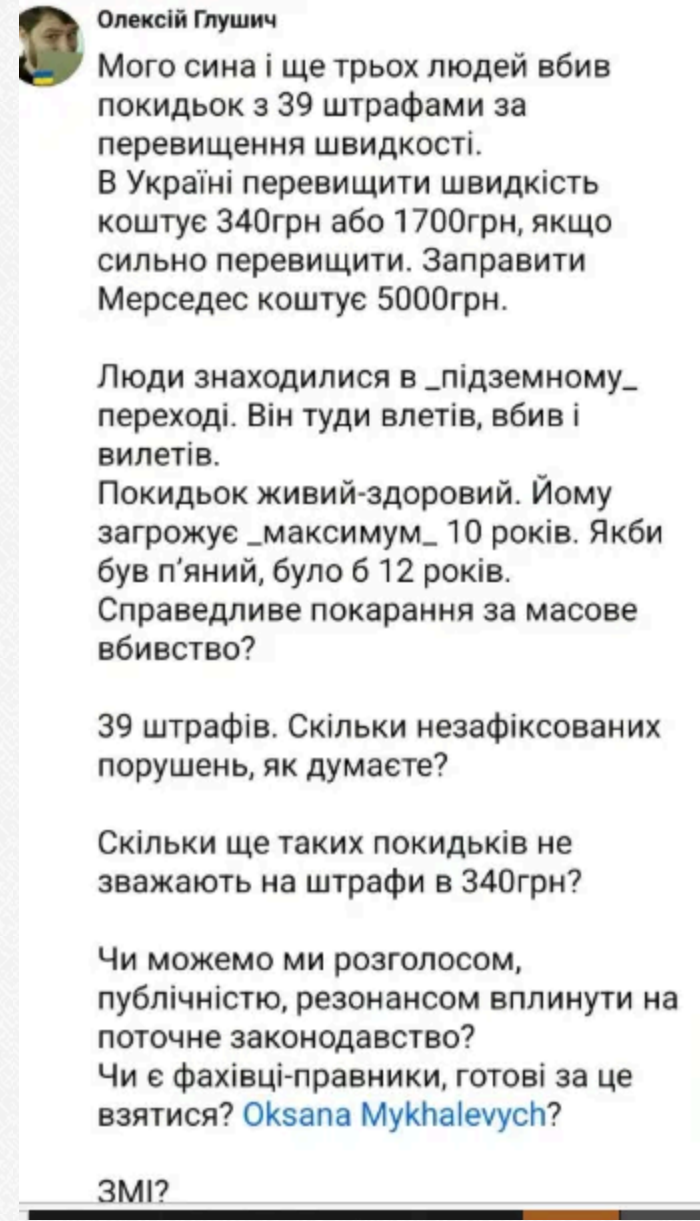 Олексій Глушич
Мого сина і ще трьох людей вбив
покидьок з 39 штрафами за
перевищення швидкості.
В Україні перевищити швидкість
коштує 340грн або 1700грн, якщо
сильно перевищити. Заправити
Мерседес коштує 5000грн.
Люди знаходилися в _підземному_
переході. Він туди влетів, вбив і
вилетів.
Покидьок живий-здоровий. Йому
загрожує _максимум_ 10 років. Якби
був п’яний, було б 12 років.
Справедливе покарання за масове
вбивство?
39 штрафів. Скільки незафіксованих
порушень, як думаєте?
Скільки ще таких покидьків не
зважають на штрафи в 340грн?
Чи можемо ми розголосом,
публічністю, резонансом вплинути на
поточне законодавство?
Чи є фахівці-правники, готові за це
взятися? Oksana Mykhalevych?
ЗМІ?